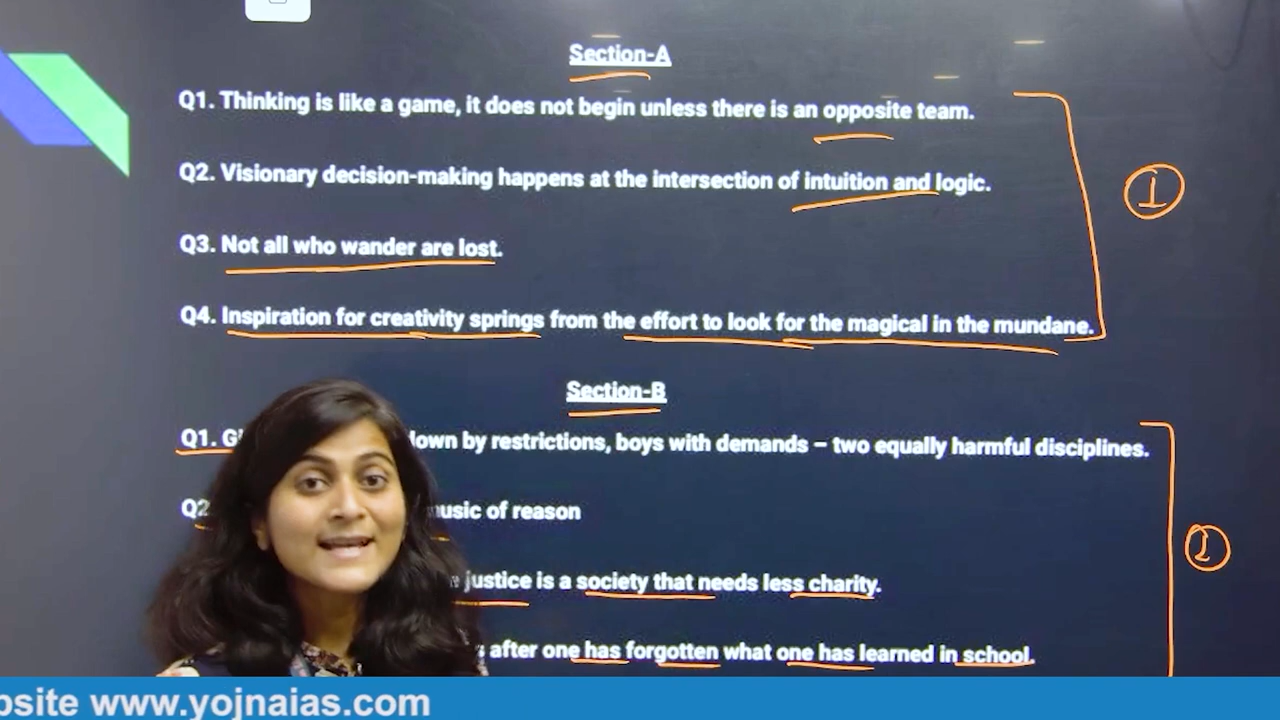 Section-A
Q1. Thinking is like a game, it does not begin unless there is an opposite team.
Q2. Visionary decision-making happens at the intersection of intuition and logic.
1
Q3. Not all who wander are lost.
Q4. Inspiration for creativity springs from the effort to look for the magical in the mundane.
Section-B
Q1. down by restrictions, boys with demands – two equally harmful disciplines.
Q2 music of reason
2
justice is a society that needs less charity.
after one has forgotten what one has learned in school.
www.yojnaias.com